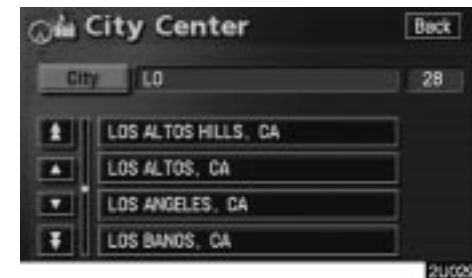 City Center Back
City LO 28
LOS ALTOS HILLS, CA
LOS ALTOS, CA
LOS ANGELES, CA
LOS BANOS, CA